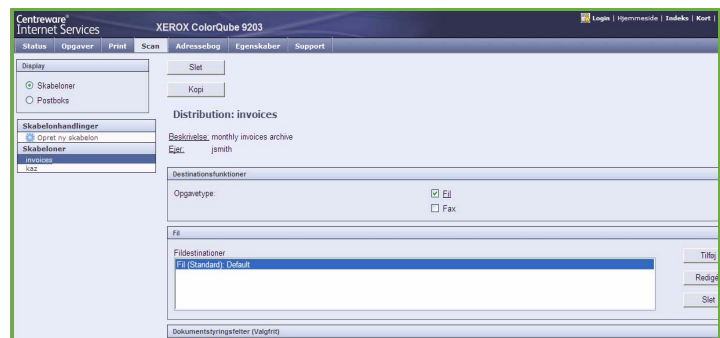 Centreware®
Internet Services
XEROX ColorQube 9203
Login | Hjemmeside | Indeks | Kort |
Status Opgaver Print Scan Adressebog Egenskaber Support
Display
Skabeloner
Postboks
Skabelonhandlinger
Opret ny skabelon
Skabeloner
invoices
kaz
Slet
Kopi
Distribution: invoices
Beskrivelse: monthly invoices archive
Ejer: jsmith
Destinationsfunktioner
Opgavetype:
Fil
Fax
Fil
Fildestinationer
Fil (Standard): Default
Tilføj
Redigé
Slet
Dokumentstyringsfelter (Valgfrit)